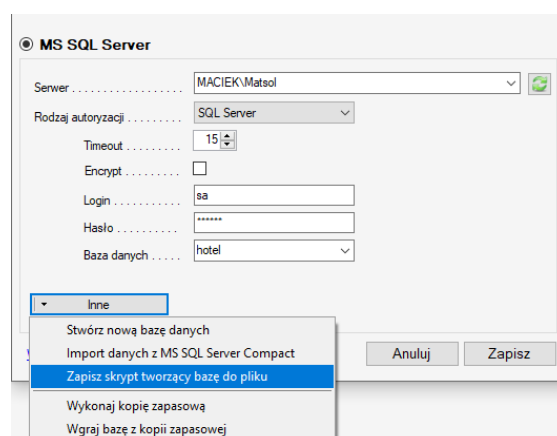 MS SQL Server
Serwer . . . . . . . . . . . . . . . . . . MACIEK\Matsol
Rodzaj autoryzacji . . . . . . . . . SQL Server
Timeout . . . . . . . . . 15
Encrypt . . . . . . . . .
Login . . . . . . . . . . . sa
Hasło . . . . . . . . . . ••••••
Baza danych . . . . . hotel
Inne
Stwórz nową bazę danych
Import danych z MS SQL Server Compact
Zapisz skrypt tworzący bazę do pliku
Anuluj Zapisz
Wykonaj kopię zapasową
Wgraj bazę z kopii zapasowej